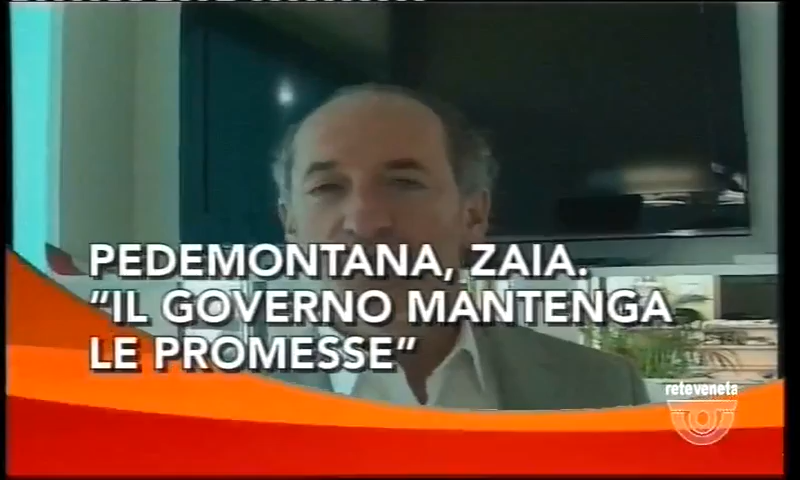 PEDEMONTANA, ZAIA.
“IL GOVERNO MANTENGA
LE PROMESSE”
reteveneta